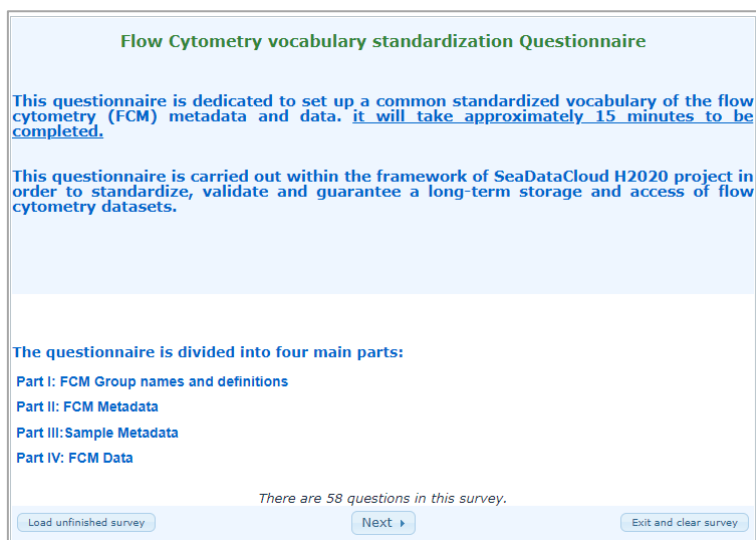 Flow Cytometry vocabulary standardization Questionnaire
This questionnaire is dedicated to set up a common standardized vocabulary of the flow
cytometry (FCM) metadata and data. it will take approximately 15 minutes to be
completed.
This questionnaire is carried out within the framework of SeaDataCloud H2020 project in
order to standardize, validate and guarantee a long-term storage and access of flow
cytometry datasets.
The questionnaire is divided into four main parts:
Part I: FCM Group names and definitions
Part II: FCM Metadata
Part III:Sample Metadata
Part IV: FCM Data
There are 58 questions in this survey.
Load unfinished survey
Next
Exit and clear survey